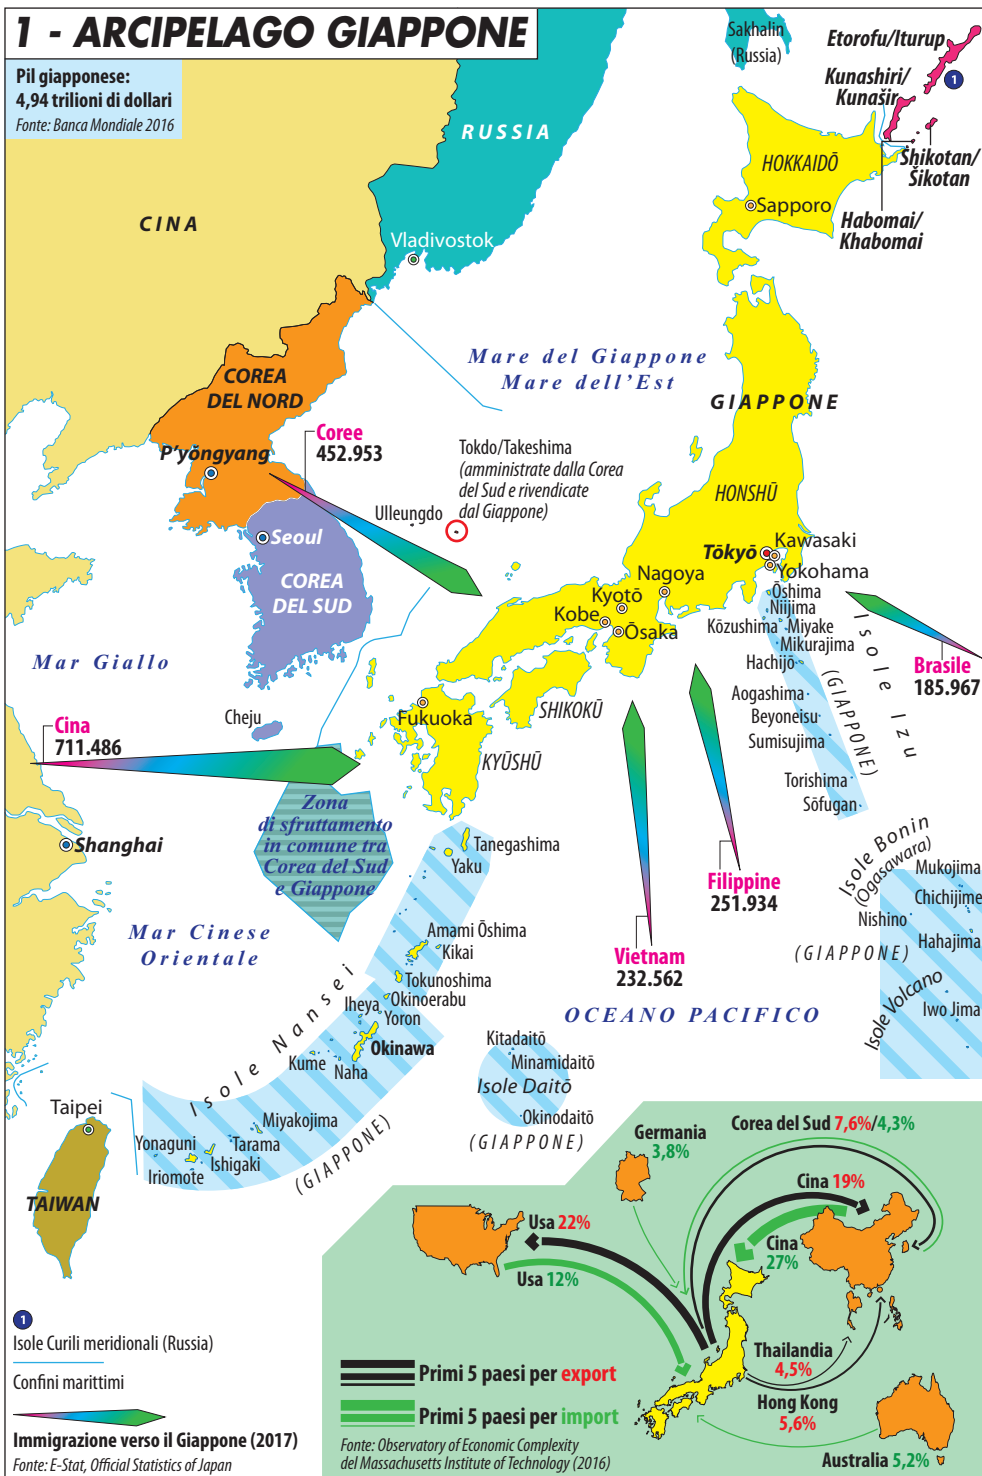 1 - ARCIPELAGO GIAPPONE
Pil giapponese:
4,94 trilioni di dollari
Fonte: Banca Mondiale 2016
Sakhalin
(Russia)
Etorofu/Iturup
1
Kunashiri/
Kunašir
Shikotan/
Šikotan
Habomai/
Khabomai
RUSSIA
HOKKAIDŌ
Sapporo
CINA
Vladivostok
Mare del Giappone
Mare dell'Est
COREA
DEL NORD
GIAPPONE
P'yŏngyang
Coree
452.953
Tokdo/Takeshima
(amministrate dalla Corea
del Sud e rivendicate
dal Giappone)
Ulleungdo
HONSHŪ
Seoul
COREA
DEL SUD
Tōkyō
Kawasaki
Yokohama
Nagoya
Kyotō
Kobe
Ōsaka
Ōshima
Niijima
Kōzushima
Miyake
Mikurajima
Hachijō
Aogashima
Beyoneisu
Sumisujima
Torishima
Sōfugan
Isole Izu
(GIAPPONE)
Brasile
185.967
Mar Giallo
Cheju
Fukuoka
SHIKOKŪ
KYŪSHŪ
Cina
711.486
Zona
di sfruttamento
in comune tra
Corea del Sud
e Giappone
Shanghai
Tanegashima
Yaku
Filippine
251.934
Isole Bonin
(Ogasawara)
Mukojima
Chichijime
Nishino
Hahajima
(GIAPPONE)
Isole Volcano
Iwo Jima
Mar Cinese
Orientale
Amami Ōshima
Kikai
Tokunoshima
Okinoerabu
Iheya
Yoron
Okinawa
Kume
Naha
Isole Nansei
(GIAPPONE)
Vietnam
232.562
OCEANO PACIFICO
Kitadaitō
Minamidaitō
Isole Daitō
Okinodaitō
(GIAPPONE)
Taipei
TAIWAN
Miyakojima
Yonaguni
Tarama
Ishigaki
Iriomote
Germania
3,8%
Corea del Sud 7,6%/4,3%
Cina 19%
Usa 22%
Cina
27%
Usa 12%
Thailandia
4,5%
Hong Kong
5,6%
Australia 5,2%
Primi 5 paesi per export
Primi 5 paesi per import
Fonte: Observatory of Economic Complexity
del Massachusetts Institute of Technology (2016)
1
Isole Curili meridionali (Russia)
Confini marittimi
Immigrazione verso il Giappone (2017)
Fonte: E-Stat, Official Statistics of Japan